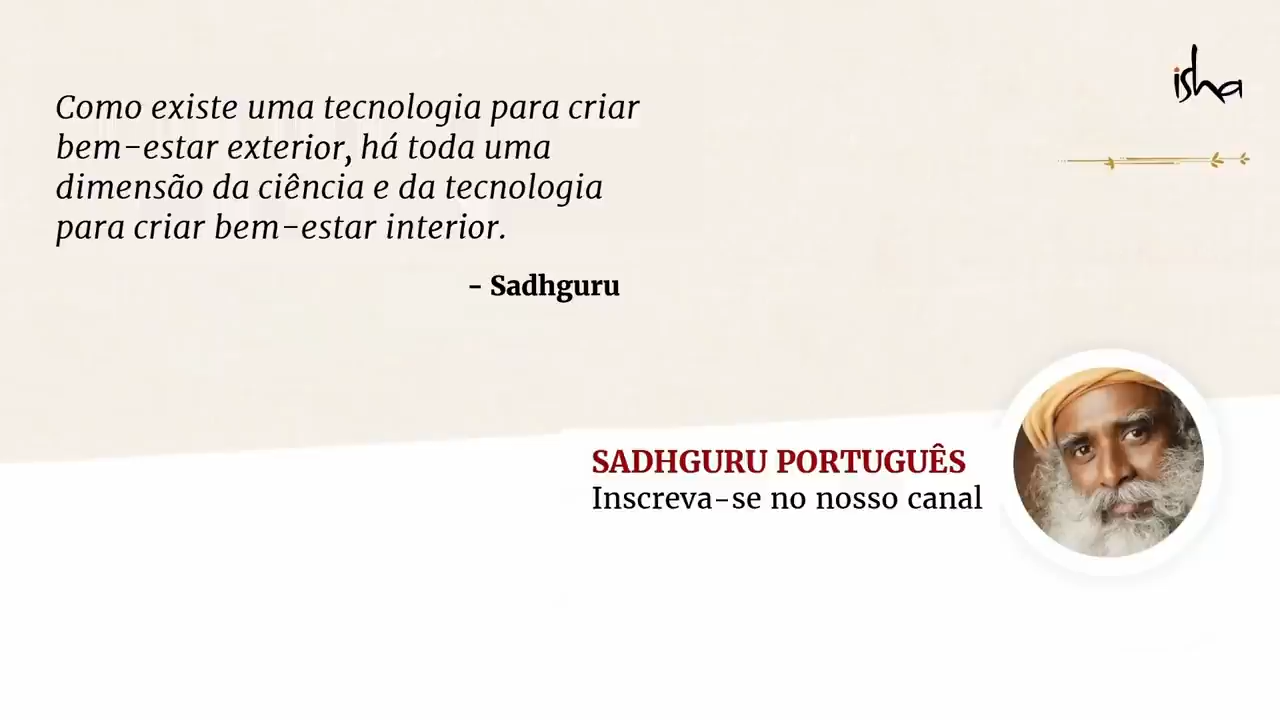 isha
Como existe uma tecnologia para criar
bem-estar exterior, há toda uma
dimensão da ciência e da tecnologia
para criar bem-estar interior.
- Sadhguru
SADHGURU PORTUGUÊS
Inscreva-se no nosso canal